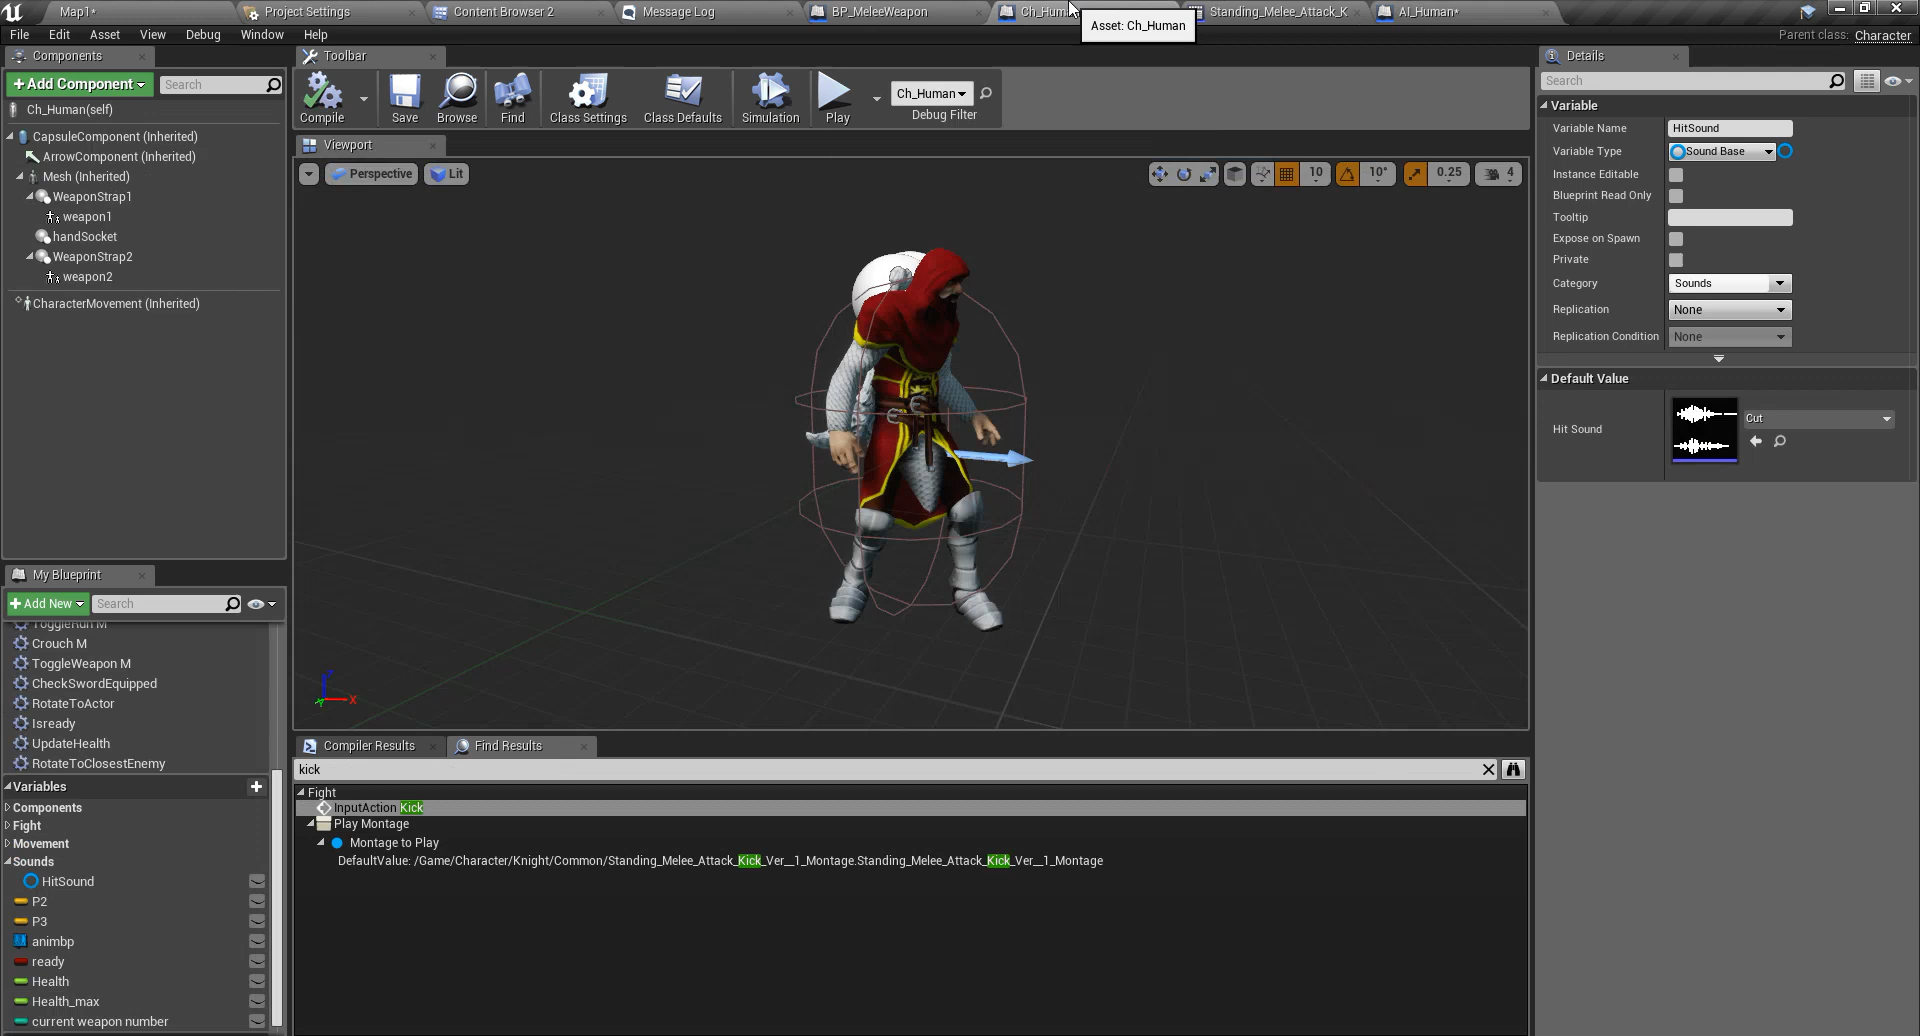 Map1*
Project Settings
Content Browser 2
Message Log
BP_MeleeWeapon
Ch_Hum
Standing_Melee_Attack_K
AI_Human*
Asset: Ch_Human
File Edit Asset View Debug Window Help
Parent class: Character
Components
+Add Component
Search
Ch_Human(self)
CapsuleComponent (Inherited)
ArrowComponent (Inherited)
Mesh (Inherited)
WeaponStrap1
weapon1
handSocket
WeaponStrap2
weapon2
CharacterMovement (Inherited)
My Blueprint
+Add New
Search
ToggleRun M
Crouch M
ToggleWeapon M
CheckSwordEquipped
RotateToActor
Isready
UpdateHealth
RotateToClosestEnemy
Variables
Components
Fight
Movement
Sounds
HitSound
P2
P3
animbp
ready
Health
Health_max
current weapon number
Toolbar
Compile
Save
Browse
Find
Class Settings
Class Defaults
Simulation
Play
Ch_Human
Debug Filter
Viewport
Perspective
Lit
10
10°
0.25
4
Z
X
Compiler Results
Find Results
kick
Fight
InputAction Kick
Play Montage
Montage to Play
DefaultValue: /Game/Character/Knight/Common/Standing_Melee_Attack_Kick_Ver__1_Montage.Standing_Melee_Attack_Kick_Ver__1_Montage
Details
Search
Variable
Variable Name HitSound
Variable Type Sound Base
Instance Editable
Blueprint Read Only
Tooltip
Expose on Spawn
Private
Category Sounds
Replication None
Replication Condition None
Default Value
Hit Sound Cut